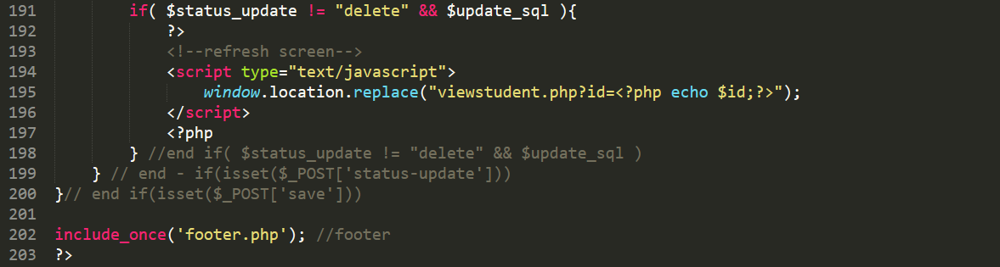 191 if( $status_update != "delete" && $update_sql ){
192 ?>
193 <!--refresh screen-->
194 <script type="text/javascript">
195 window.location.replace("viewstudent.php?id=<?php echo $id;?>");
196 </script>
197 <?php
198 } //end if( $status_update != "delete" && $update_sql )
199 } // end - if(isset($_POST['status-update']))
200 }// end if(isset($_POST['save']))
201
202 include_once('footer.php'); //footer
203 ?>